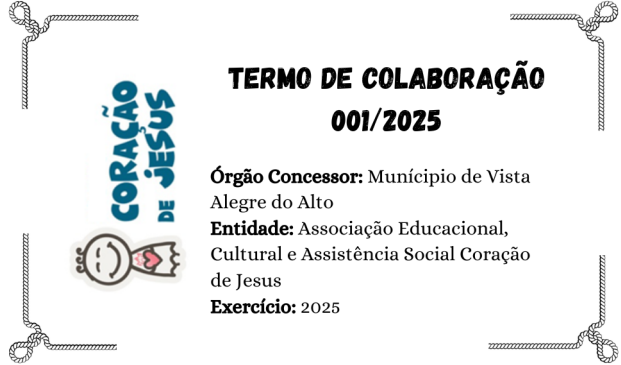 TERMO DE COLABORAÇÃO
001/2025
CORAÇÃO
DE JESUS
Órgão Concessor: Munícipio de Vista
Alegre do Alto
Entidade: Associação Educacional,
Cultural e Assistência Social Coração
de Jesus
Exercício: 2025